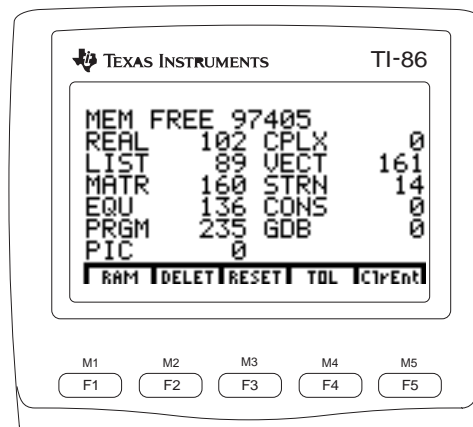 TEXAS INSTRUMENTS TI-86
MEM FREE 97405
REAL 102 CPLX 0
LIST 89 VECT 161
MATR 160 STRN 14
EQU 136 CONS 0
PRGM 235 GDB 0
PIC 0
RAM DELET RESET TOL ClrEnt
M1 M2 M3 M4 M5
F1 F2 F3 F4 F5